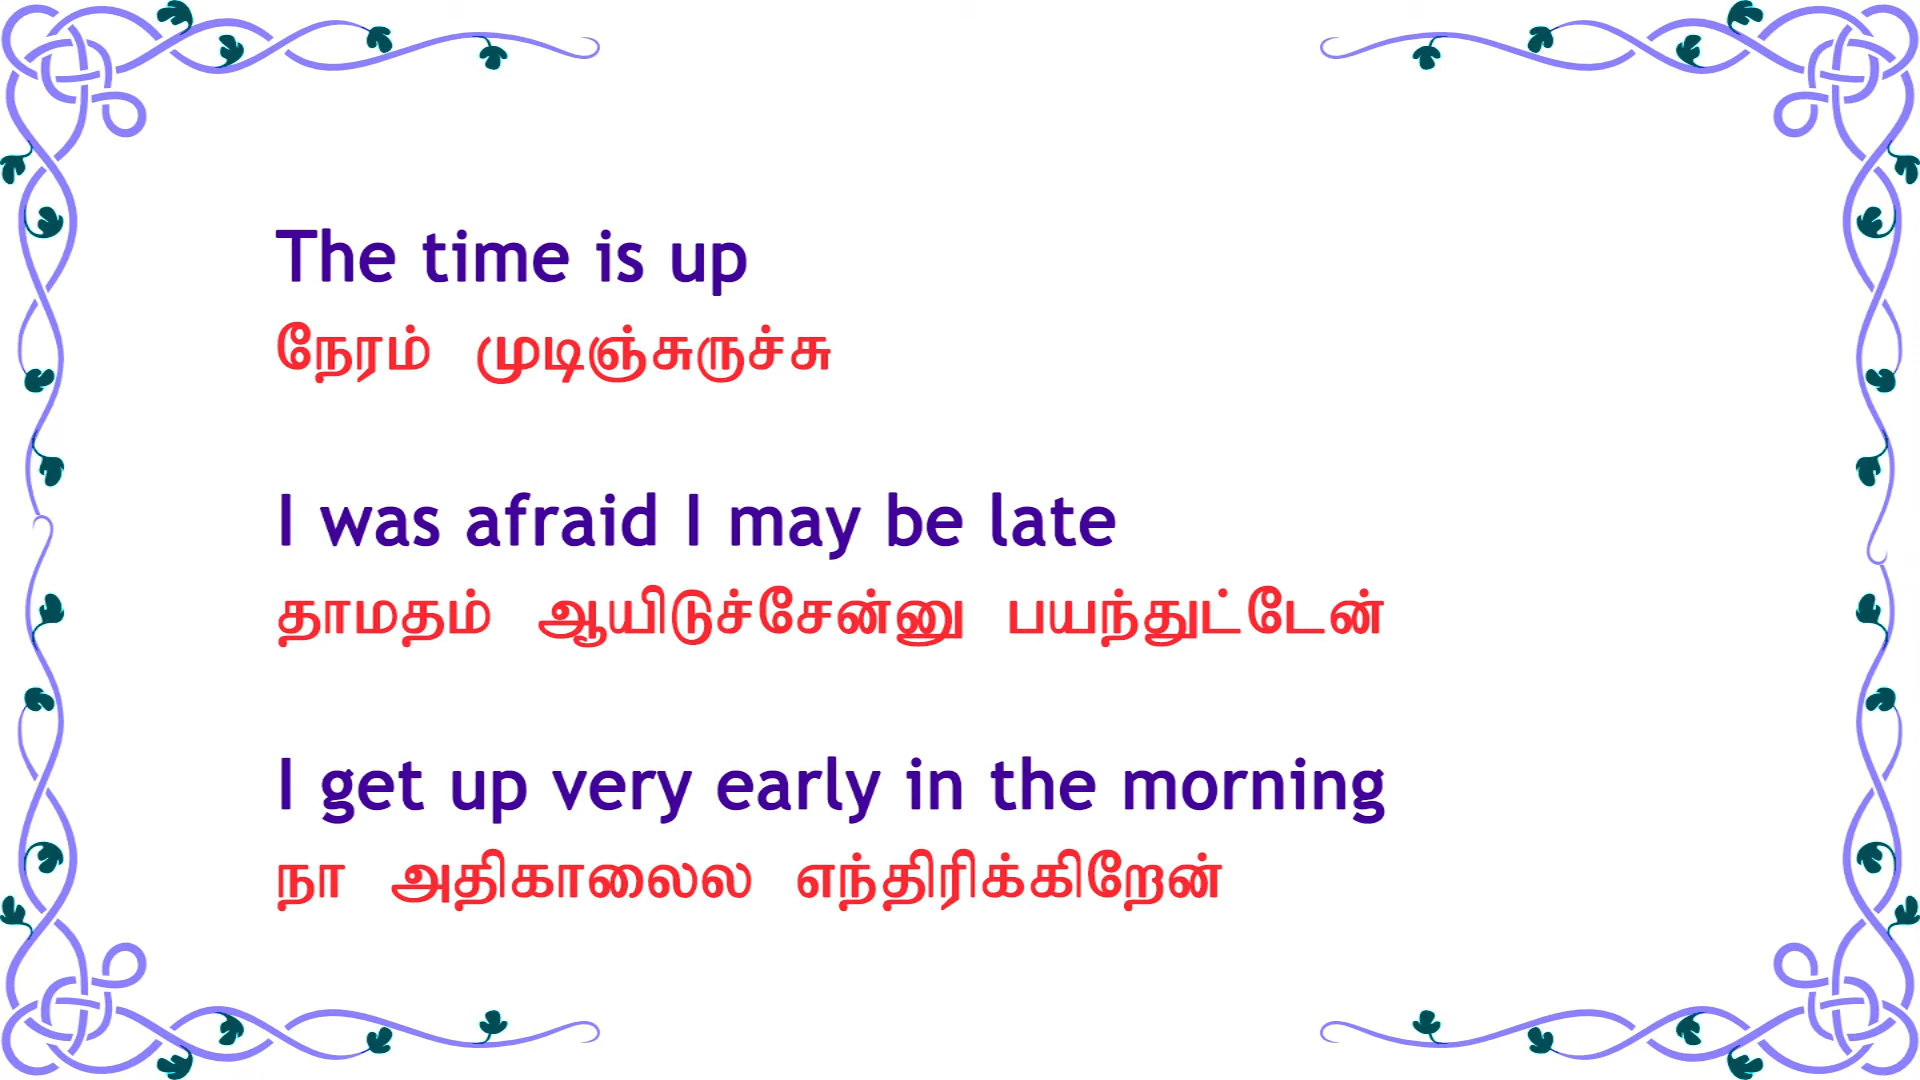 The time is up
நேரம் முடிஞ்சுருச்சு
I was afraid I may be late
தாமதம் ஆயிடுச்சேன்னு பயந்துட்டேன்
I get up very early in the morning
நா அதிகாலைல எந்திரிக்கிறேன்